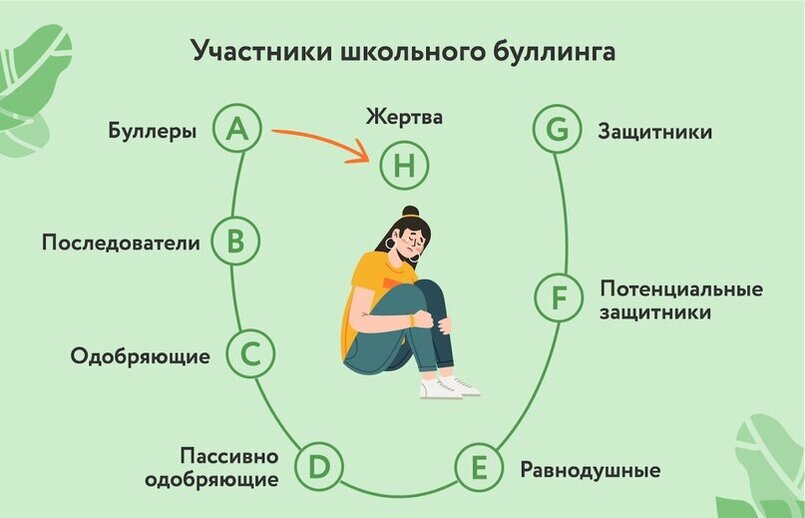 Участники школьного буллинга
Жертва
H
Буллеры A
G Защитники
Последователи B
F Потенциальные
защитники
Одобряющие C
Пассивно
одобряющие D
E Равнодушные